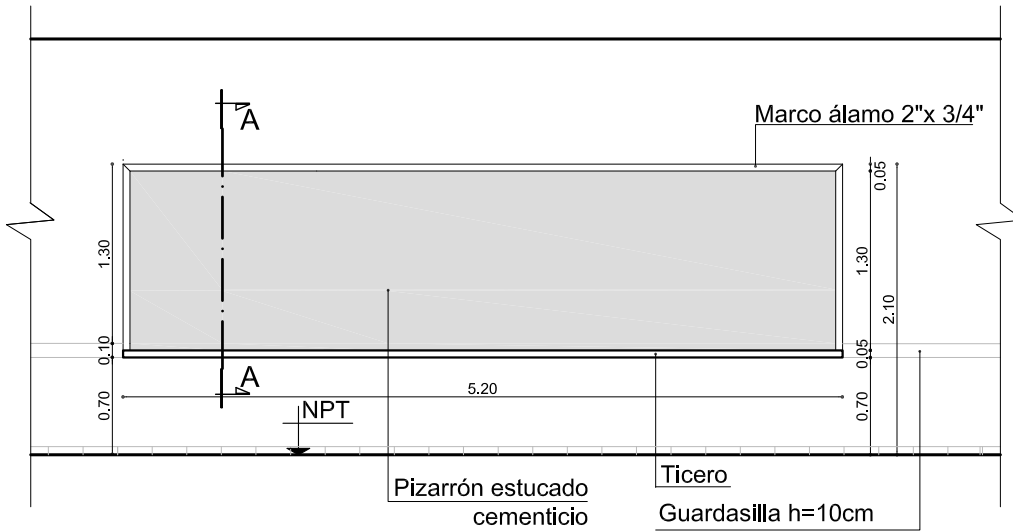 A
Marco álamo 2"x 3/4"
0.05
1.30
1.30
2.10
0.10
0.05
A
0.70
5.20
0.70
NPT
Pizarrón estucado
cementicio
Ticero
Guardasilla h=10cm